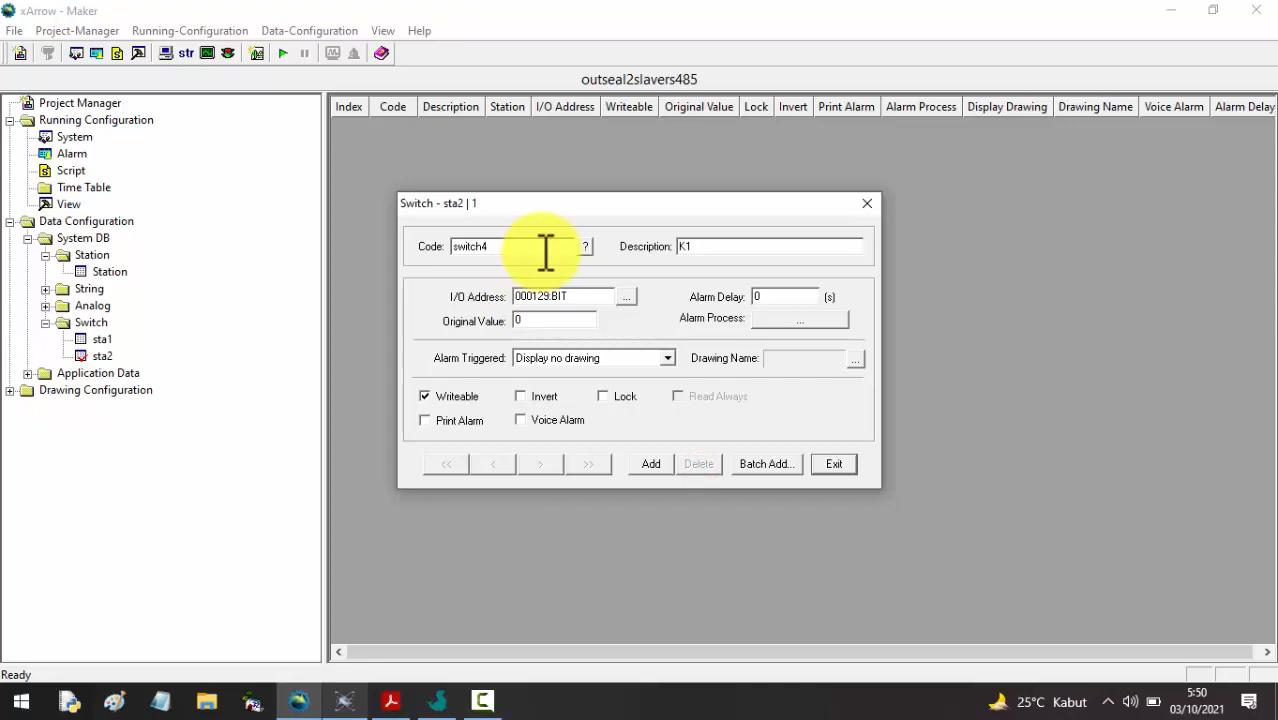 xArrow - Maker
File Project-Manager Running-Configuration Data-Configuration View Help
str
outseal2slavers485
Project Manager
Running Configuration
System
Alarm
Script
Time Table
View
Data Configuration
System DB
Station
Station
String
Analog
Switch
sta1
sta2
Application Data
Drawing Configuration
Index Code Description Station I/O Address Writeable Original Value Lock Invert Print Alarm Alarm Process Display Drawing Drawing Name Voice Alarm Alarm Delay
Switch - sta2 | 1
Code: switch4 ? Description: K1
I/O Address: 000129:BIT ... Alarm Delay: 0 (s)
Original Value: 0 Alarm Process: ...
Alarm Triggered: Display no drawing Drawing Name: ...
Writeable Invert Lock Read Always
Print Alarm Voice Alarm
<< < > >> Add Delete Batch Add... Exit
Ready
25°C Kabut
5:50
03/10/2021